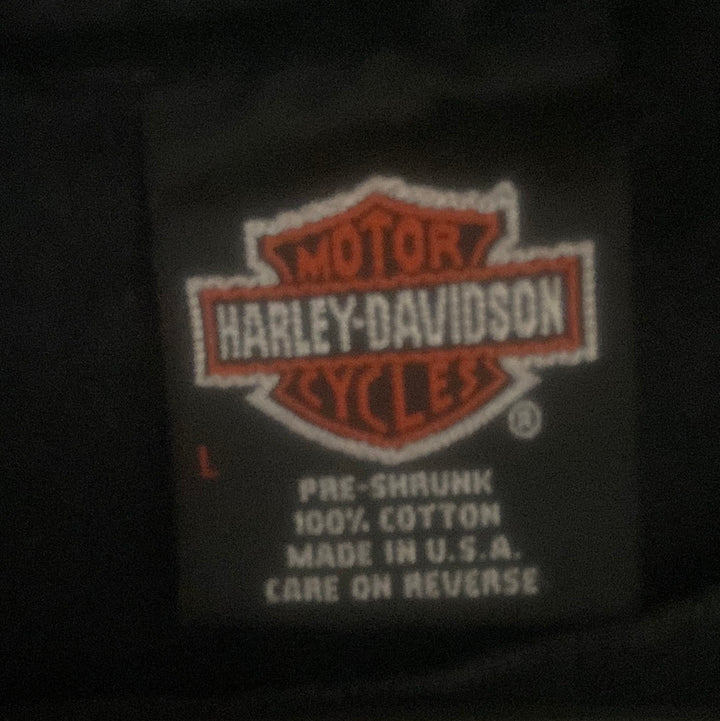 MOTOR
HARLEY-DAVIDSON
CYCLES
®
L
PRE-SHRUNK
100% COTTON
MADE IN U.S.A.
CARE ON REVERSE